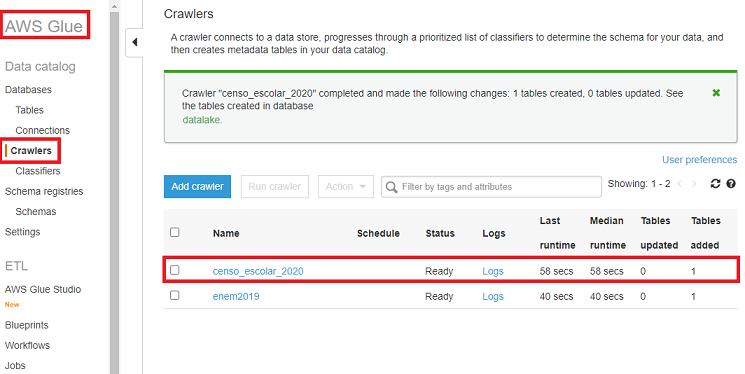 AWS Glue
Data catalog
Databases
Tables
Connections
Crawlers
Classifiers
Schema registries
Schemas
Settings
ETL
AWS Glue Studio
New
Blueprints
Workflows
Jobs
Crawlers
A crawler connects to a data store, progresses through a prioritized list of classifiers to determine the schema for your data, and
then creates metadata tables in your data catalog.
Crawler "censo_escolar_2020" completed and made the following changes: 1 tables created, 0 tables updated. See
the tables created in database
datalake.
User preferences
Add crawler Run crawler Action Filter by tags and attributes Showing: 1 - 2
Name Schedule Status Logs Last runtime Median runtime Tables updated Tables added
censo_escolar_2020 Ready Logs 58 secs 58 secs 0 1
enem2019 Ready Logs 40 secs 40 secs 0 1